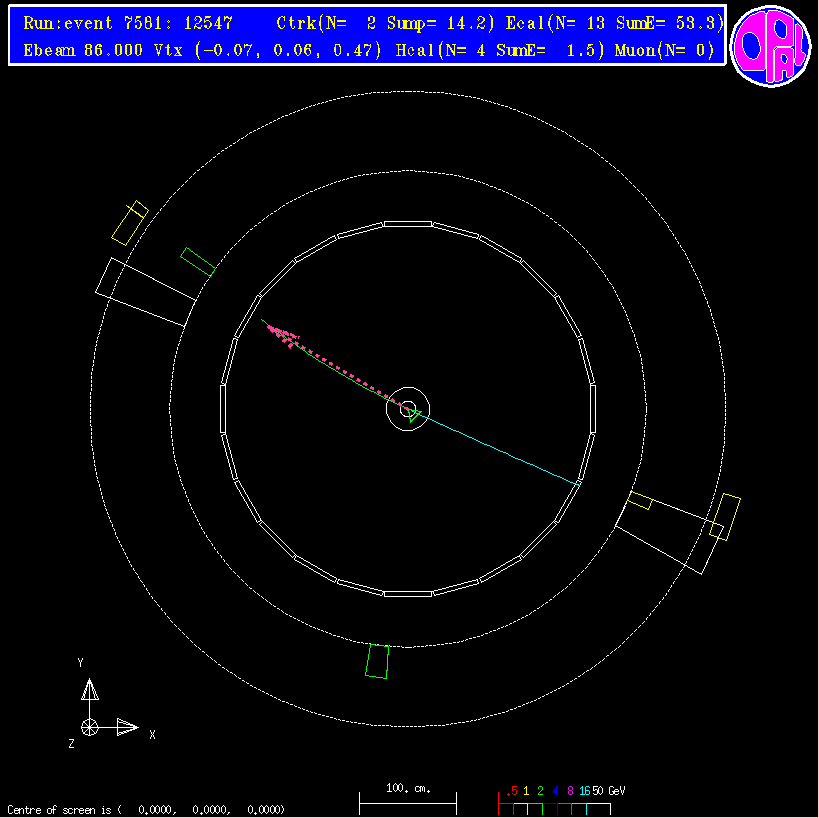 Run:event 7581: 12547 Ctrk(N= 2 Sump= 14.2) Ecal(N= 13 SumE= 53.3)
Ebeam 86.000 Vtx (-0.07, 0.06, 0.47) Hcal(N= 4 SumE= 1.5) Muon(N= 0)
OPAL
Y
X
Z
100. cm.
.5 1 2 4 8 16 50 GeV
Centre of screen is ( 0.0000, 0.0000, 0.0000)